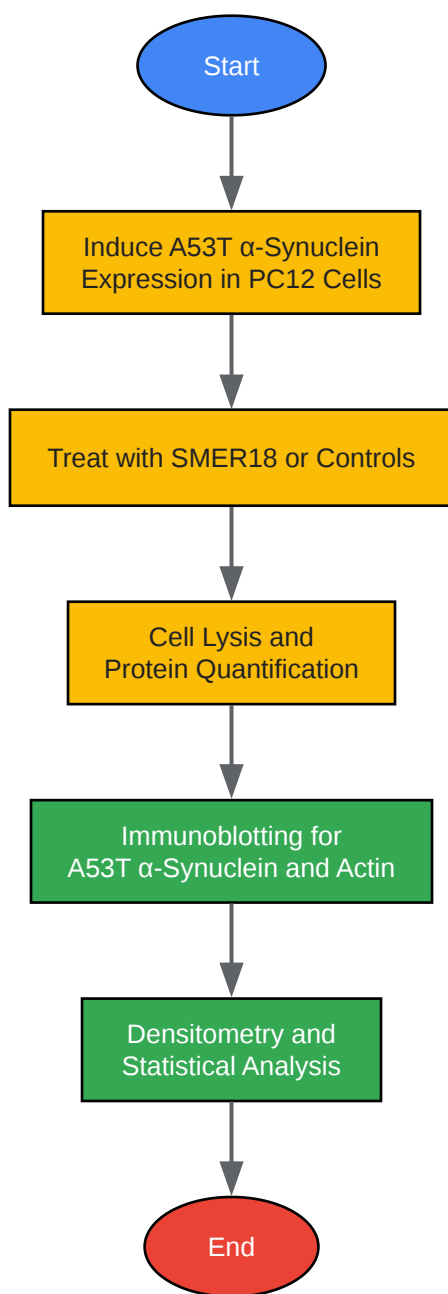 Start
Induce A53T α-Synuclein
Expression in PC12 Cells
Treat with SMER18 or Controls
Cell Lysis and
Protein Quantification
Immunoblotting for
A53T α-Synuclein and Actin
Densitometry and
Statistical Analysis
End